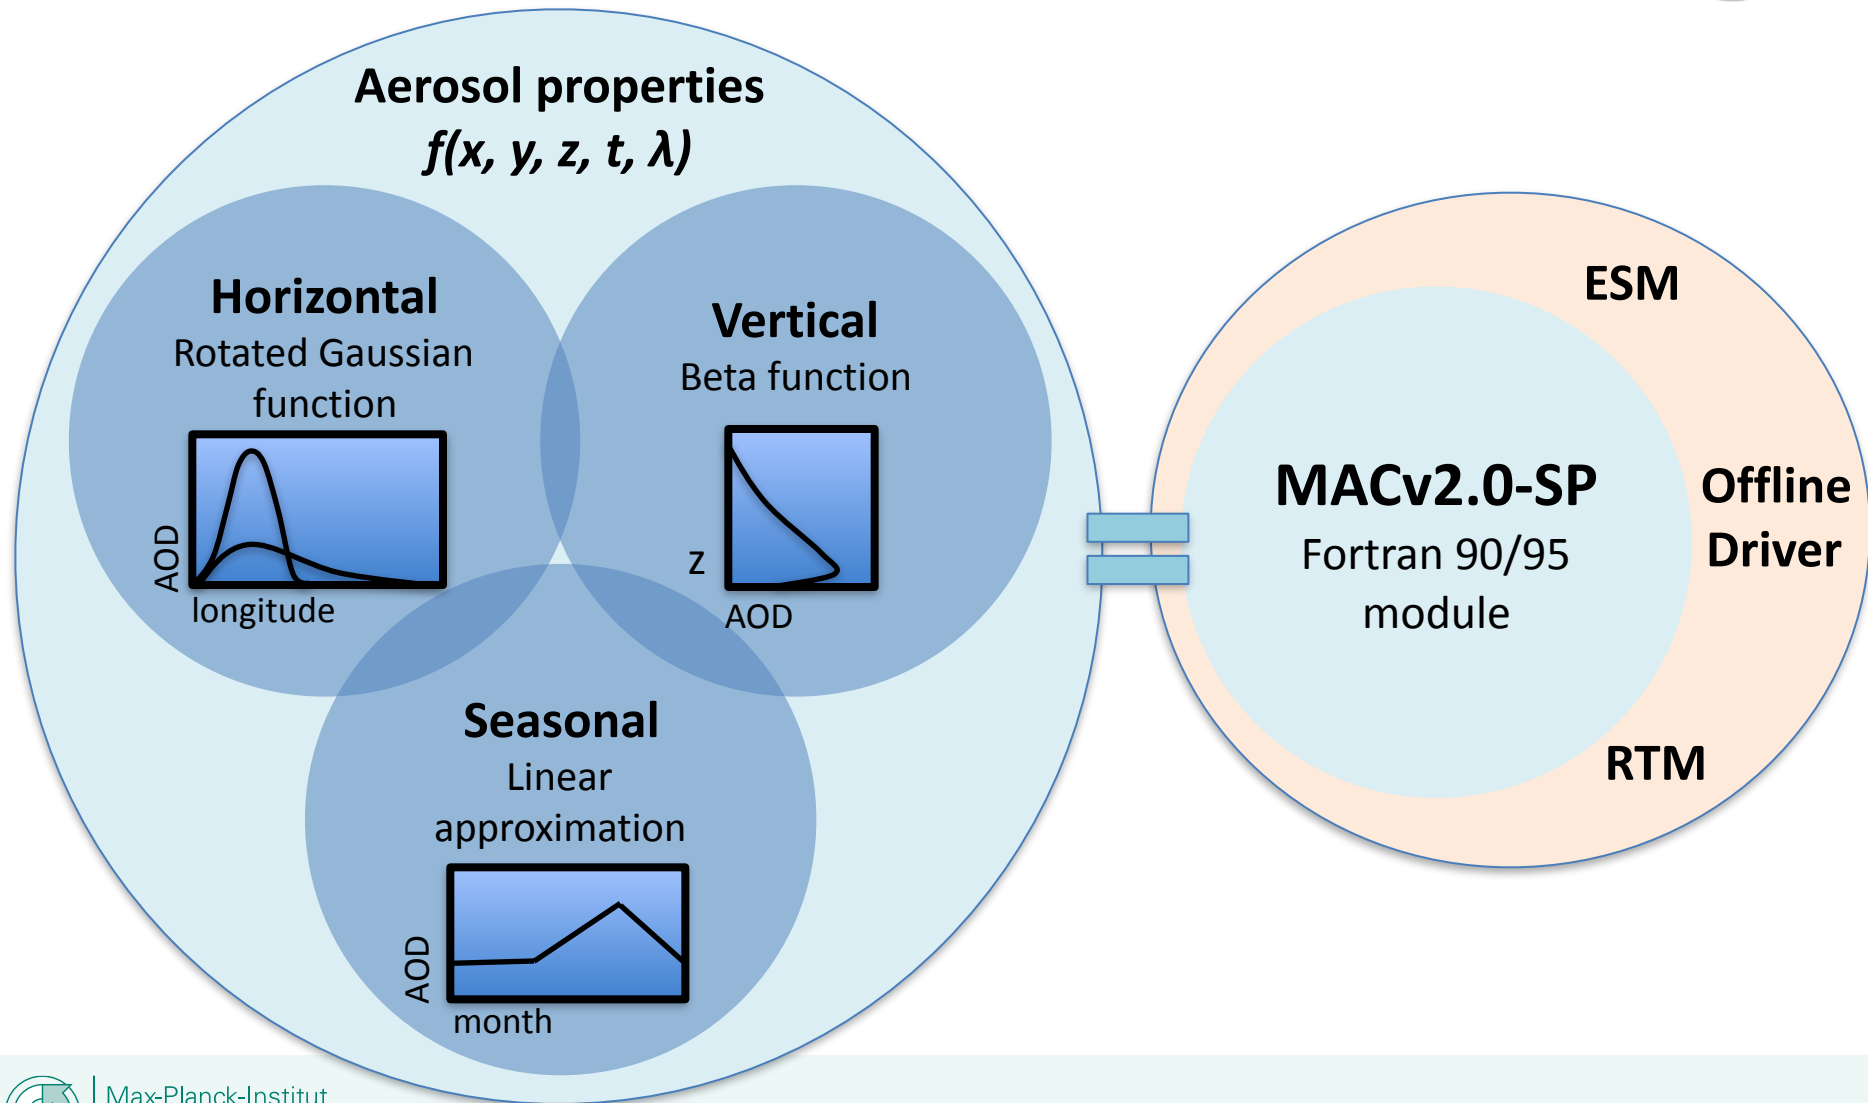 Aerosol properties
f(x, y, z, t, λ)
Horizontal
Rotated Gaussian
function
AOD
longitude
Vertical
Beta function
z
AOD
Seasonal
Linear
approximation
AOD
month
MACv2.0-SP
Fortran 90/95
module
ESM
Offline
Driver
RTM
Max-Planck-Institut